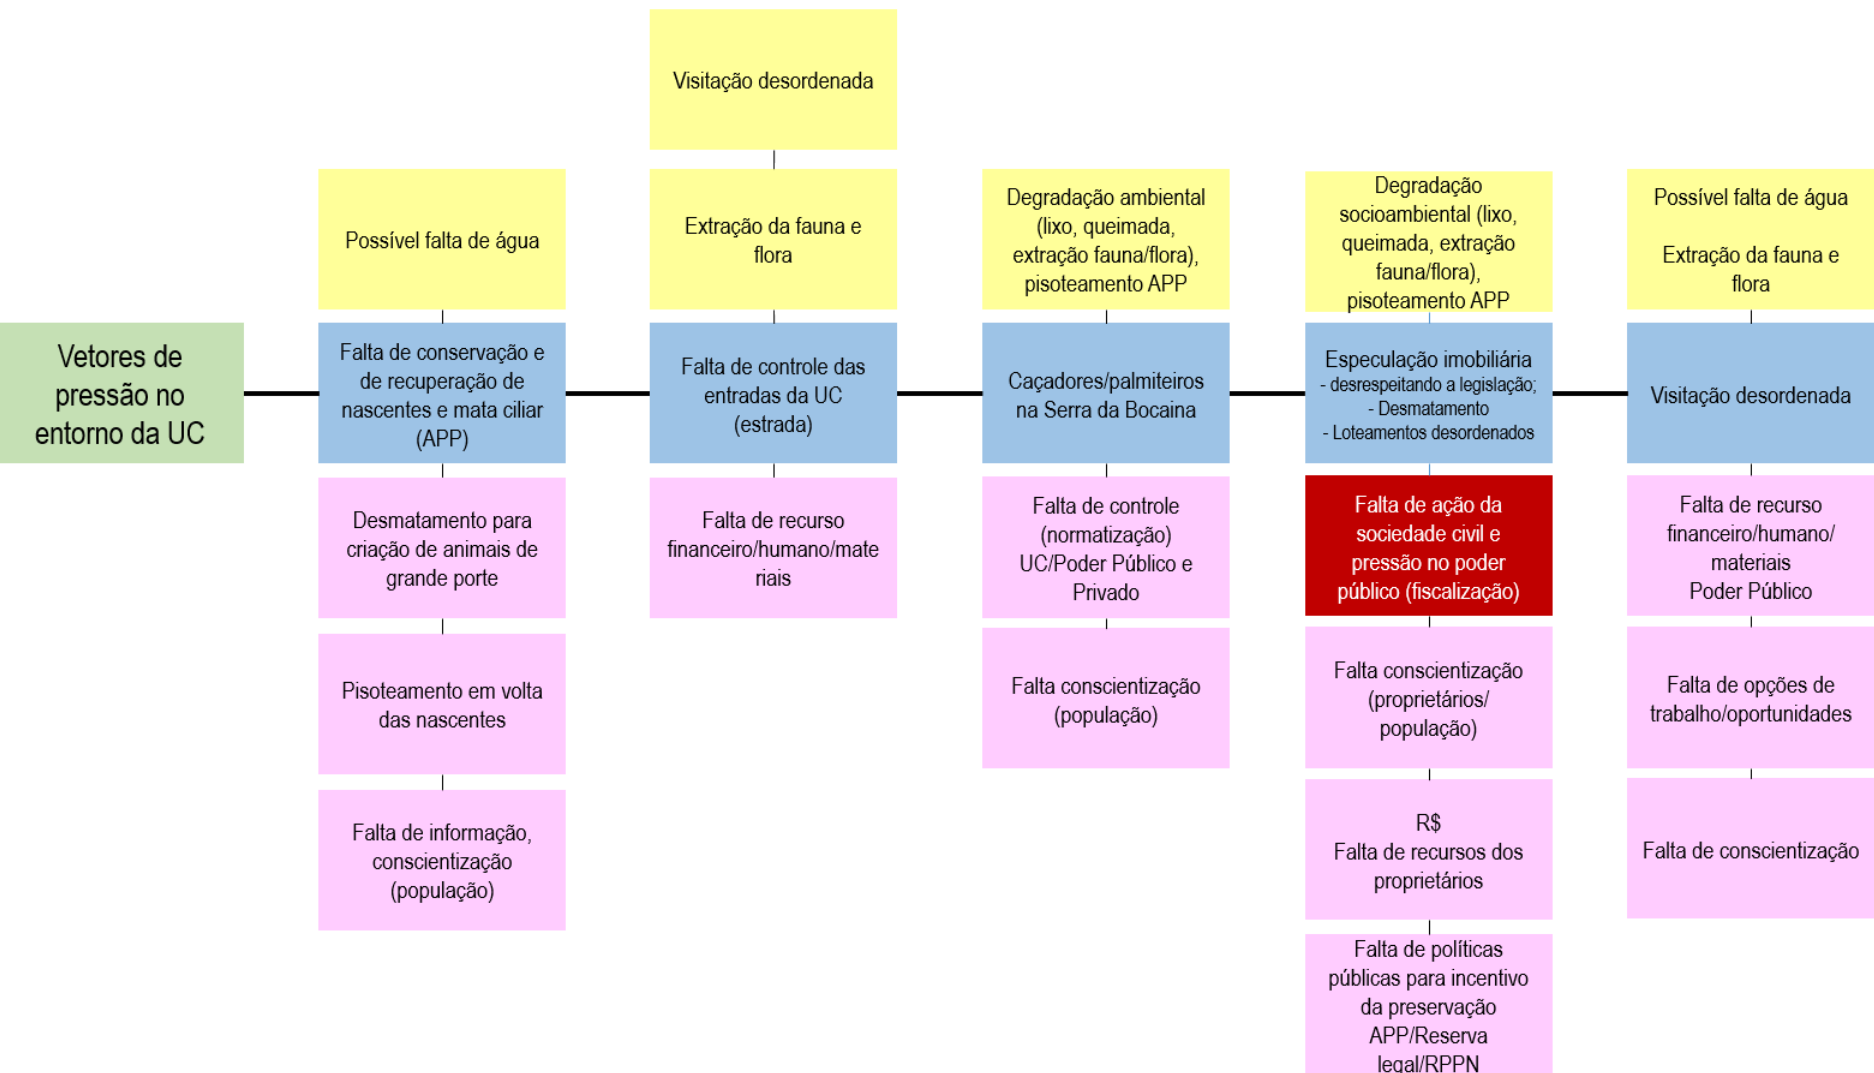 Visitação desordenada
Possível falta de água
Extração da fauna e
flora
Degradação ambiental
(lixo, queimada,
extração fauna/flora),
pisoteamento APP
Degradação
socioambiental (lixo,
queimada, extração
fauna/flora),
pisoteamento APP
Possível falta de água
Extração da fauna e
flora
Vetores de
pressão no
entorno da UC
Falta de conservação e
de recuperação de
nascentes e mata ciliar
(APP)
Falta de controle das
entradas da UC
(estrada)
Caçadores/palmiteiros
na Serra da Bocaina
Especulação imobiliária
- desrespeitando a legislação;
- Desmatamento
- Loteamentos desordenados
Visitação desordenada
Desmatamento para
criação de animais de
grande porte
Falta de recurso
financeiro/humano/mate
riais
Falta de controle
(normatização)
UC/Poder Público e
Privado
Falta de ação da
sociedade civil e
pressão no poder
público (fiscalização)
Falta de recurso
financeiro/humano/
materiais
Poder Público
Pisoteamento em volta
das nascentes
Falta conscientização
(população)
Falta conscientização
(proprietários/
população)
Falta de opções de
trabalho/oportunidades
Falta de informação,
conscientização
(população)
R$
Falta de recursos dos
proprietários
Falta de conscientização
Falta de políticas
públicas para incentivo
da preservação
APP/Reserva
legal/RPPN